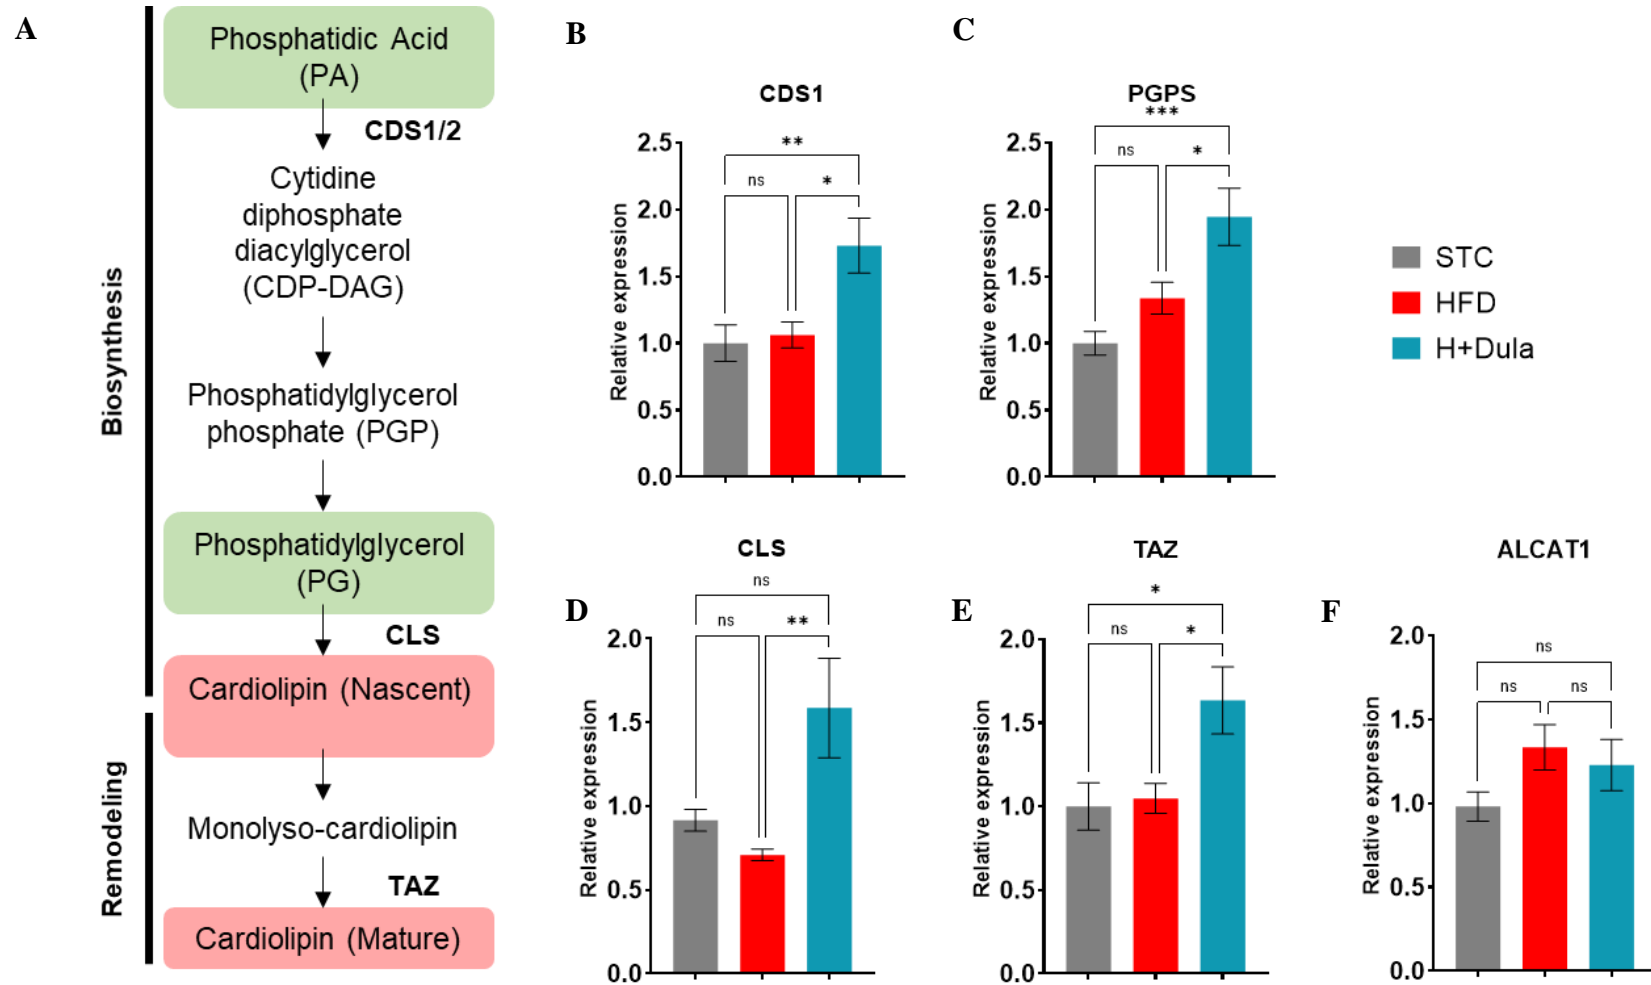 A
Phosphatidic Acid
(PA)
CDS1/2
Cytidine
diphosphate
diacylglycerol
(CDP-DAG)
Phosphatidylglycerol
phosphate (PGP)
Phosphatidylglycerol
(PG)
CLS
Cardiolipin (Nascent)
Monolyso-cardiolipin
TAZ
Cardiolipin (Mature)
Biosynthesis
Remodeling
B
CDS1
**
ns
*
2.5
2.0
1.5
1.0
0.5
0.0
Relative expression
C
PGPS
***
ns
*
2.5
2.0
1.5
1.0
0.5
0.0
Relative expression
STC
HFD
H+Dula
D
CLS
ns
ns
**
2.0
1.5
1.0
0.5
0.0
Relative expression
E
TAZ
*
ns
*
2.0
1.5
1.0
0.5
0.0
Relative expression
F
ALCAT1
ns
ns
ns
2.0
1.5
1.0
0.5
0.0
Relative expression